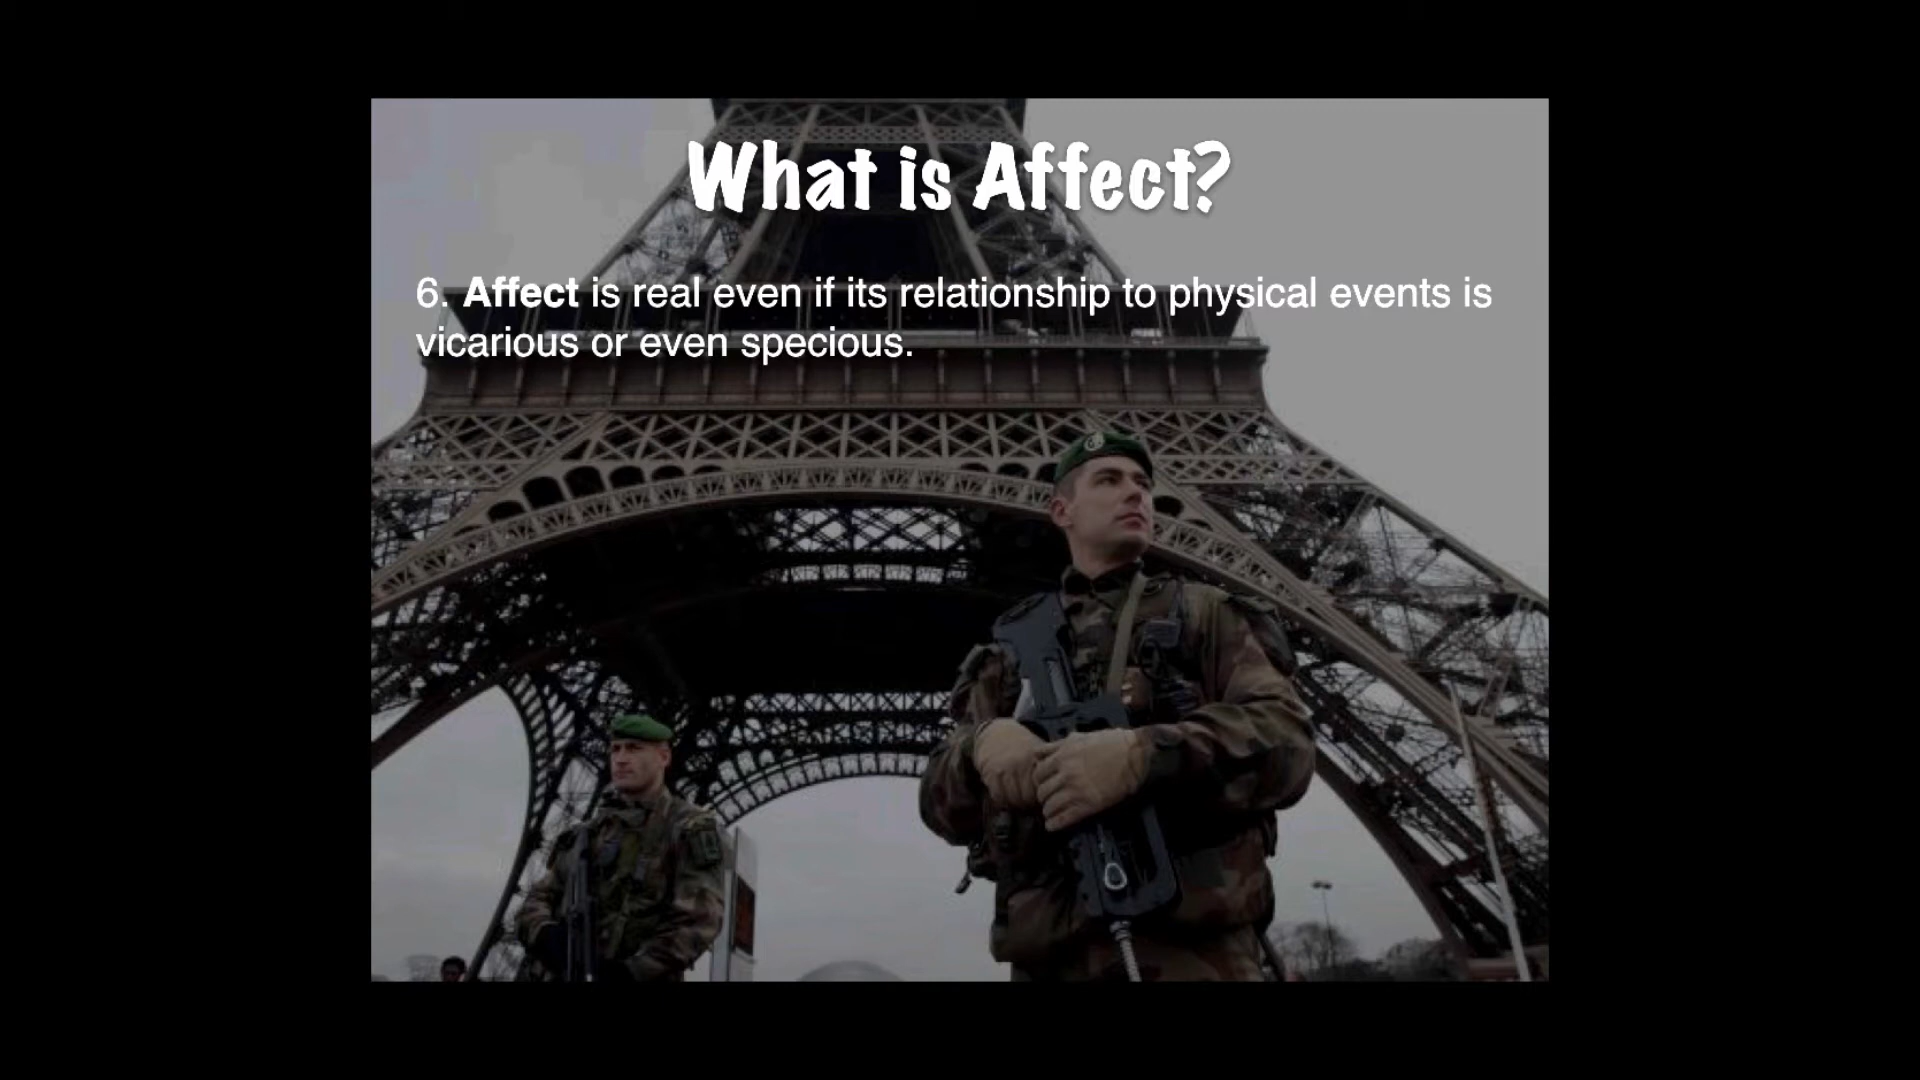 What is Affect?
6. Affect is real even if its relationship to physical events is
vicarious or even specious.